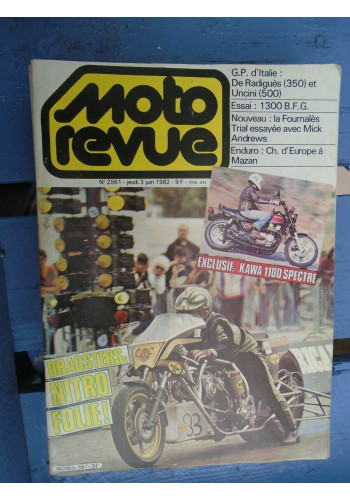 moto
revue
G.P. d'Italie :
De Radiguès (350) et
Uncini (500)
Essai : 1300 B.F.G.
Nouveau : la Fournalès
Trial essayée avec Mick
Andrews
Enduro : Ch. d'Europe à
Mazan
N° 2561 - jeudi 3 juin 1982 - 9 F
EXCLUSIF: KAWA 1100 SPECTRE
DRAGSTERS:
NITRO
FOLIE!
83